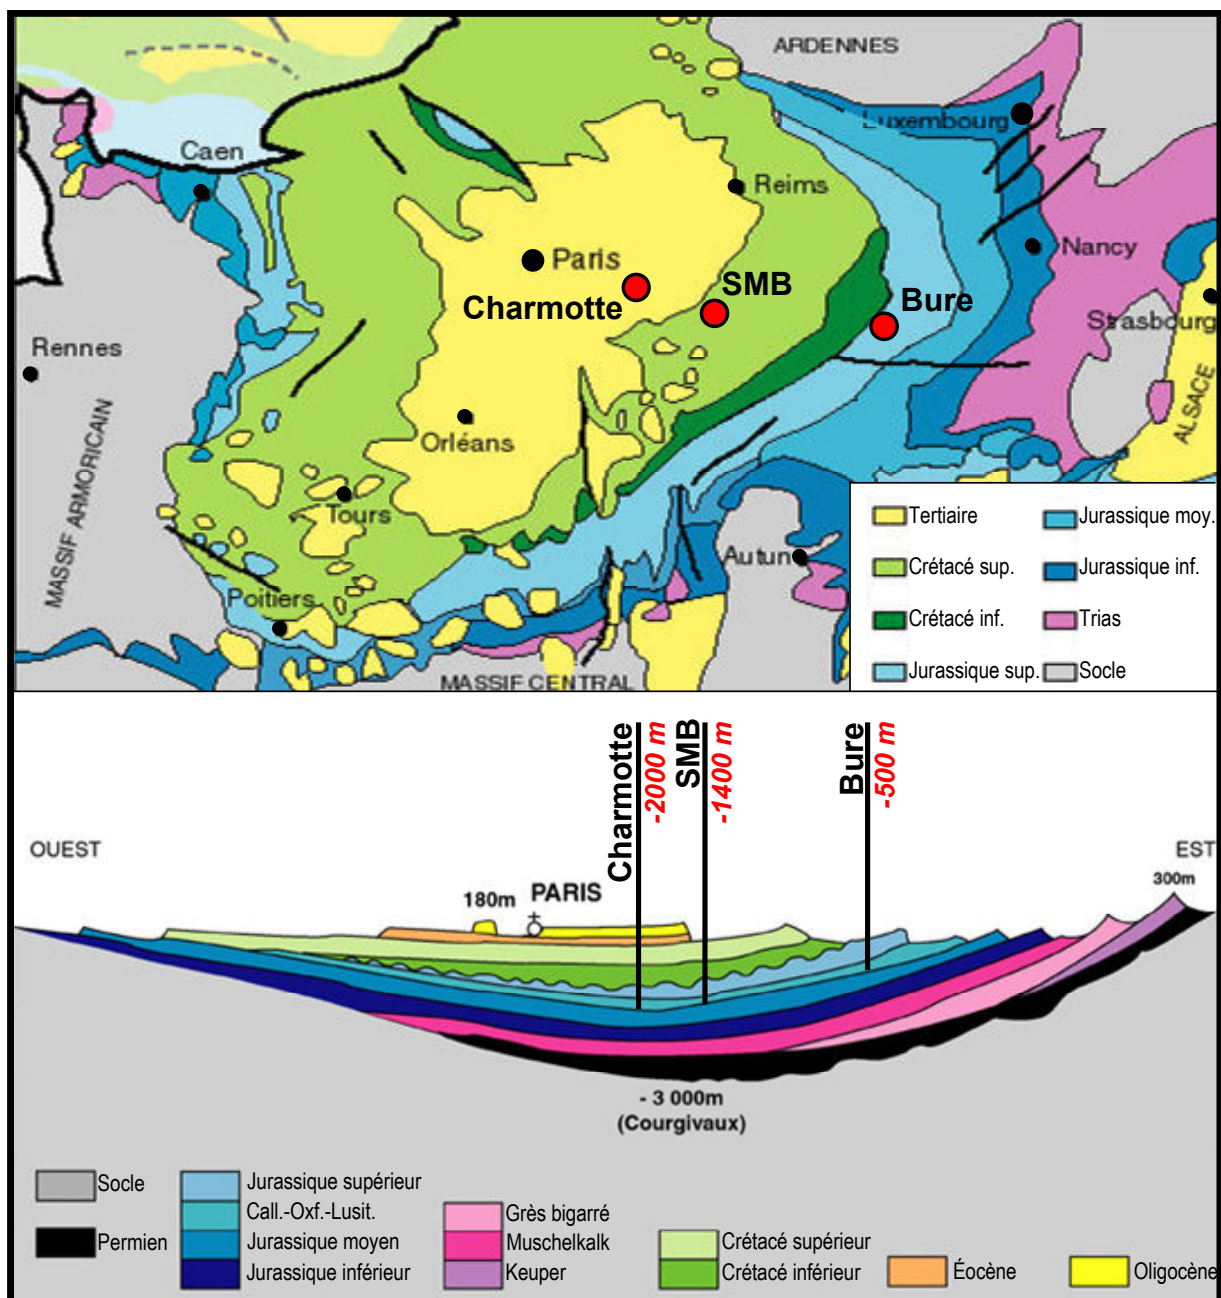 ARDENNES
Luxembourg
Caen
Reims
Paris
Nancy
Charmotte
SMB
Bure
Strasbourg
Rennes
ALSACE
MASSIF ARMORICAIN
Orléans
Tours
Autun
Poitiers
MASSIF CENTRAL
Tertiaire
Jurassique moy.
Crétacé sup.
Jurassique inf.
Crétacé inf.
Trias
Jurassique sup.
Socle
Charmotte
-2000 m
SMB
-1400 m
Bure
-500 m
OUEST
EST
180m
PARIS
300m
- 3 000m
(Courgivaux)
Socle
Permien
Jurassique supérieur
Call.-Oxf.-Lusit.
Jurassique moyen
Jurassique inférieur
Grès bigarré
Muschelkalk
Keuper
Crétacé supérieur
Crétacé inférieur
Éocène
Oligocène